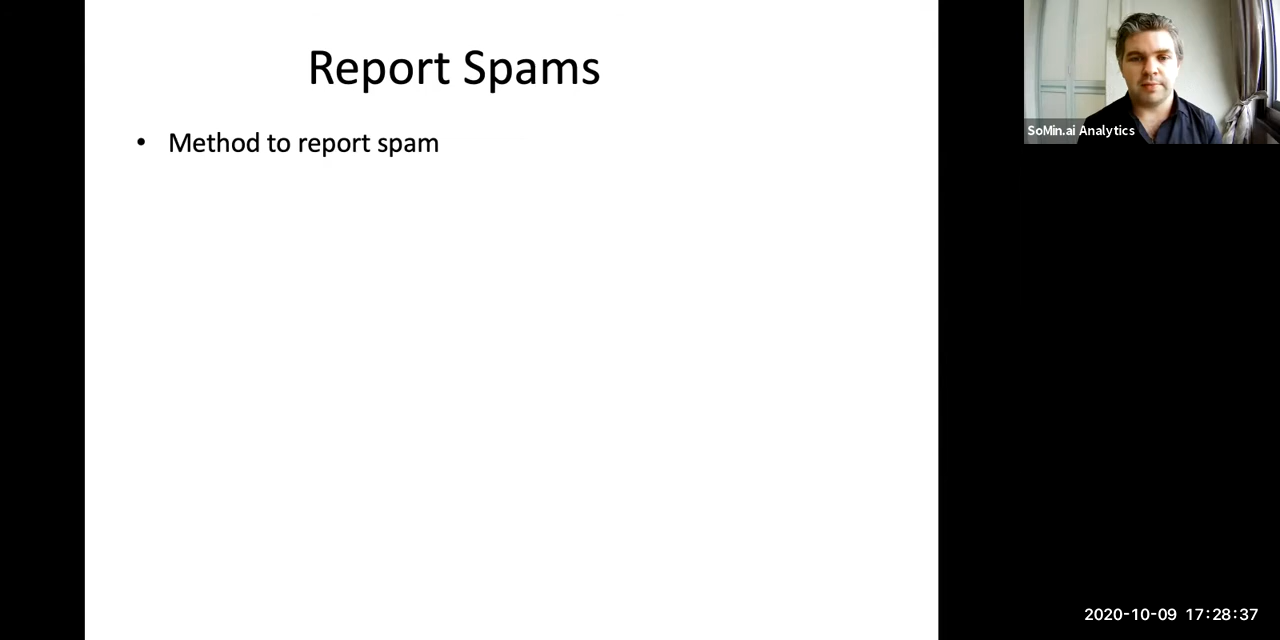 Report Spams
• Method to report spam
SoMin.ai Analytics
2020-10-09 17:28:37